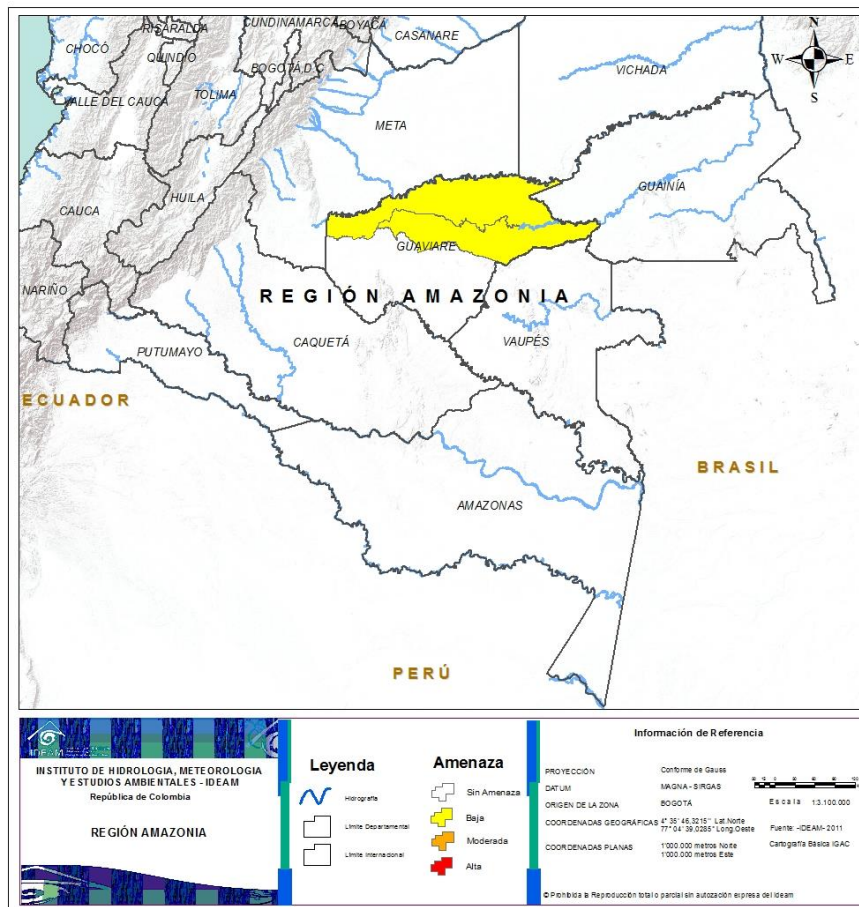 RISARALDA
CUNDINAMARCA
BOYACÁ
CASANARE
N
W E
S
CHOCÓ
QUINDIO
BOGOTÁ D.C
VICHADA
TOLIMA
VALLE DEL CAUCA
META
GUAINÍA
HUILA
CAUCA
GUAVIARE
NARIÑO
REGIÓN AMAZONIA
CAQUETÁ
VAUPÉS
PUTUMAYO
ECUADOR
BRASIL
AMAZONAS
PERÚ
IDEAM
INSTITUTO DE HIDROLOGIA, METEOROLOGIA
Y ESTUDIOS AMBIENTALES - IDEAM
República de Colombia
REGIÓN AMAZONIA
Leyenda
Hidrografía
Límite Departamental
Límite Internacional
Amenaza
Sin Amenaza
Baja
Moderada
Alta
Información de Referencia
PROYECCIÓN Conforme de Gauss
DATUM MAGNA - SIRGAS
ORIGEN DE LA ZONA BOGOTÁ
Escala 1:3.100.000
COORDENADAS GEOGRÁFICAS 4° 35' 46,3215'' Lat.Norte
77° 04' 39,0285'' Long.Oeste
Fuente: -IDEAM- 2011
COORDENADAS PLANAS 1'000.000 metros Norte
1'000.000 metros Este
Cartografía Básica IGAC
© Prohibida la Reproducción total o parcial sin autozación expresa del Ideam